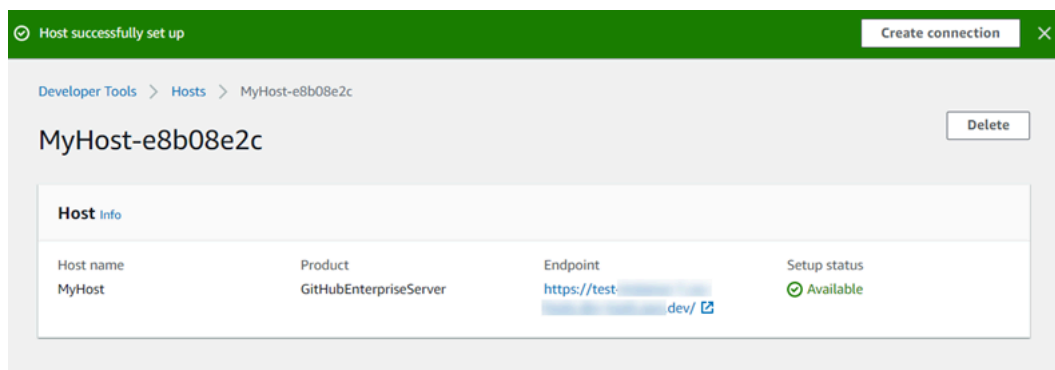 Host successfully set up
Create connection
Developer Tools > Hosts > MyHost-e8b08e2c
MyHost-e8b08e2c
Delete
Host Info
Host name
Product
Endpoint
Setup status
MyHost
GitHubEnterpriseServer
https://test-
dev/
Available